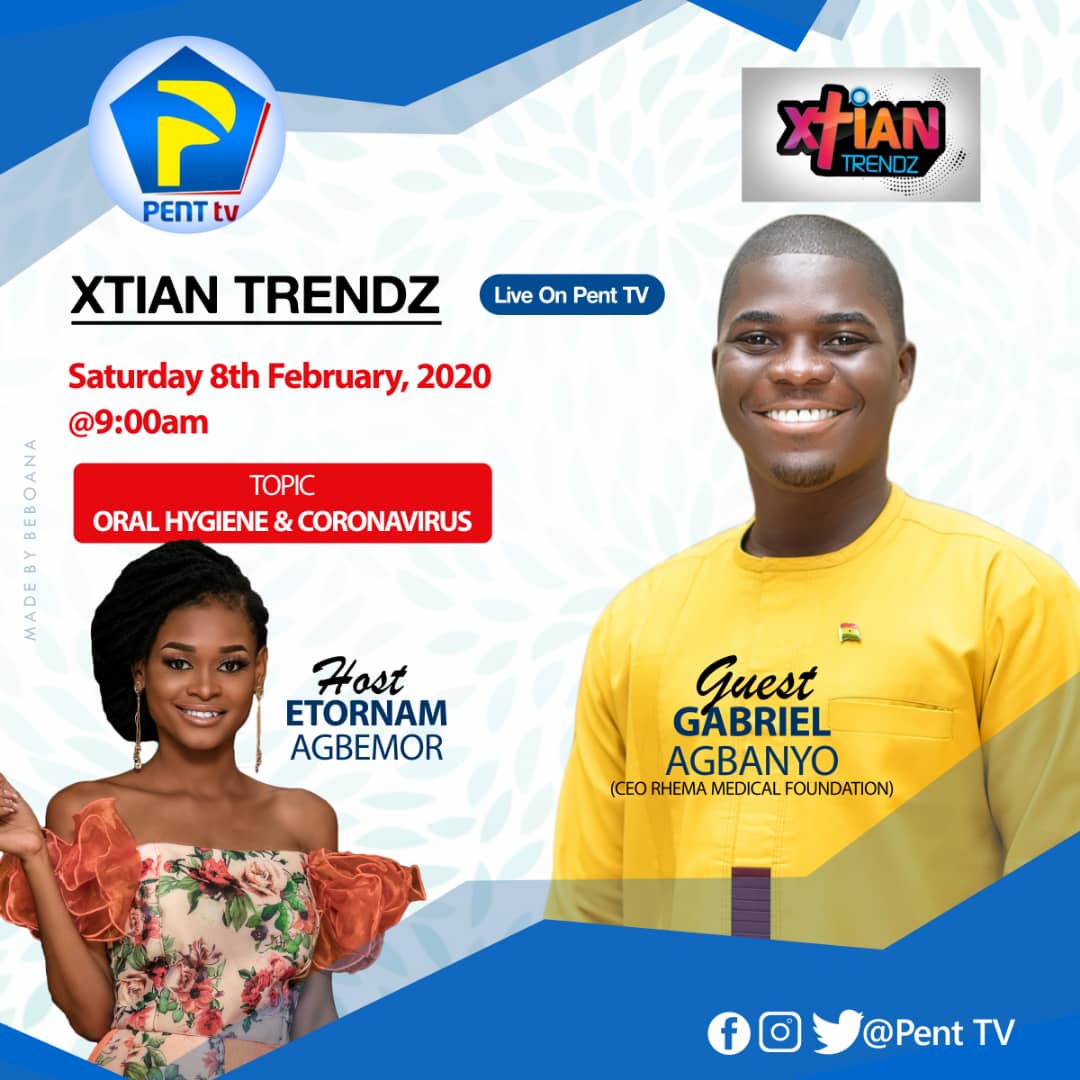 P
PENT tv
XTIAN
TRENDZ
XTIAN TRENDZ
Live On Pent TV
Saturday 8th February, 2020
@9:00am
TOPIC
ORAL HYGIENE & CORONAVIRUS
MADE BY BEBOANA
Host
ETORNAM
AGBEMOR
Guest
GABRIEL
AGBANYO
(CEO RHEMA MEDICAL FOUNDATION)
@Pent TV